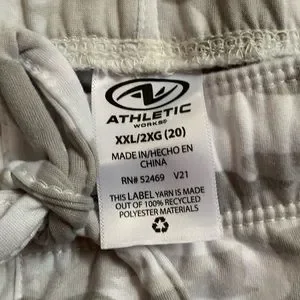 ATHLETIC
WORKS®
XXL/2XG (20)
MADE IN/HECHO EN
CHINA
RN# 52469 V21
THIS LABEL YARN IS MADE
OUT OF 100% RECYCLED
POLYESTER MATERIALS